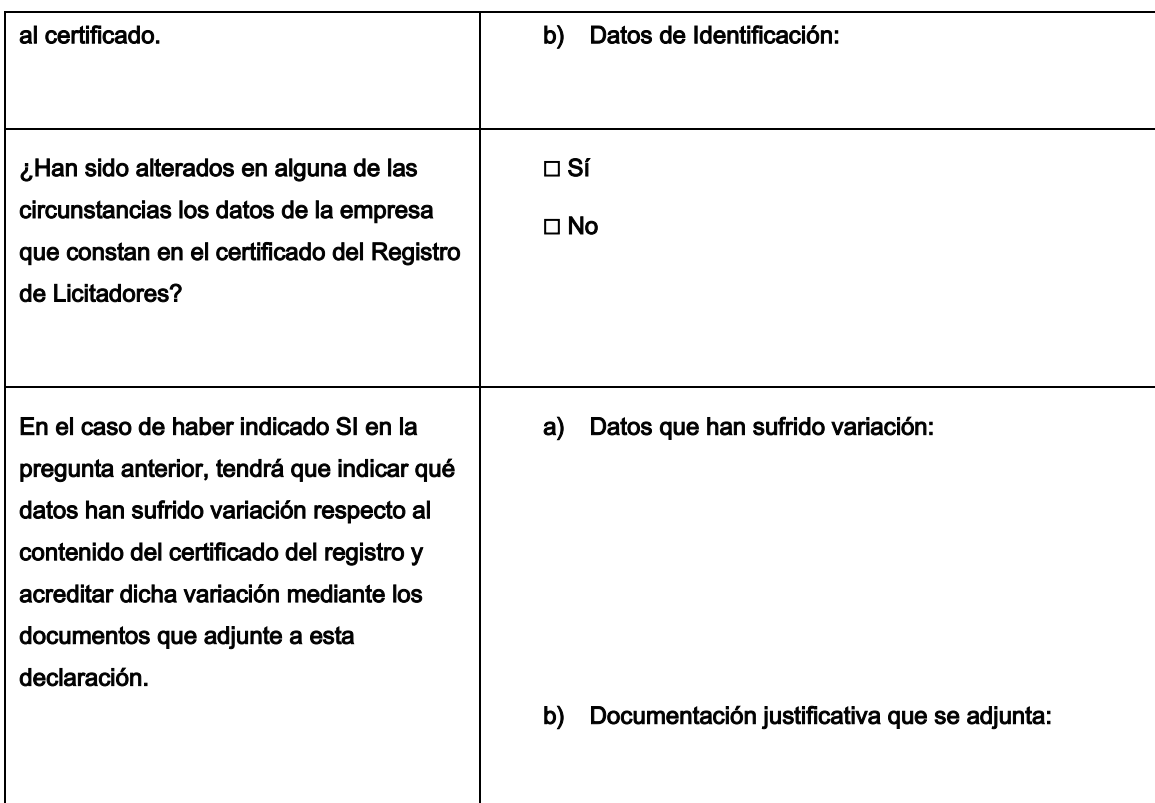 al certificado.
b) Datos de Identificación:
¿Han sido alterados en alguna de las
circunstancias los datos de la empresa
que constan en el certificado del Registro
de Licitadores?
☐ Sí
☐ No
En el caso de haber indicado SI en la
pregunta anterior, tendrá que indicar qué
datos han sufrido variación respecto al
contenido del certificado del registro y
acreditar dicha variación mediante los
documentos que adjunte a esta
declaración.
a) Datos que han sufrido variación:
b) Documentación justificativa que se adjunta: